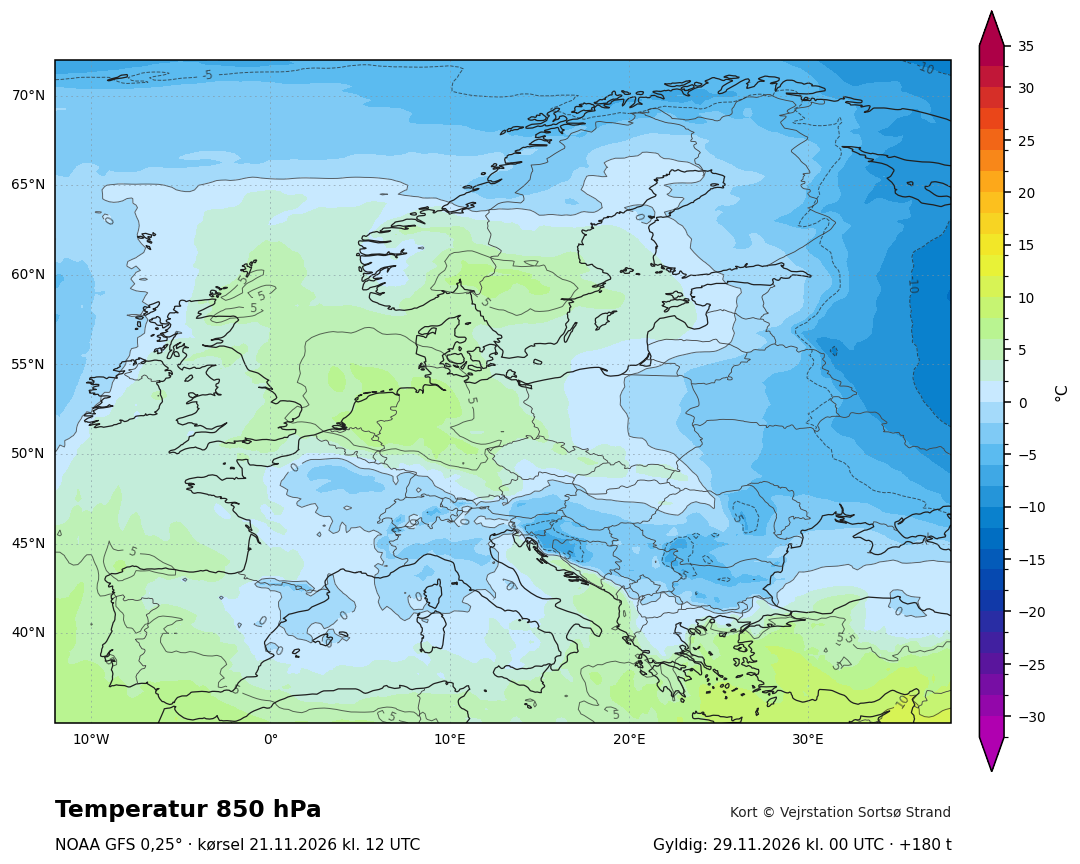 70°N
65°N
60°N
55°N
50°N
45°N
40°N
10°W
0°
10°E
20°E
30°E
35
30
25
20
15
10
5
0
−5
−10
−15
−20
−25
−30
°C
Temperatur 850 hPa
Kort © Vejrstation Sortsø Strand
NOAA GFS 0,25° · kørsel 21.11.2026 kl. 12 UTC
Gyldig: 29.11.2026 kl. 00 UTC · +180 t